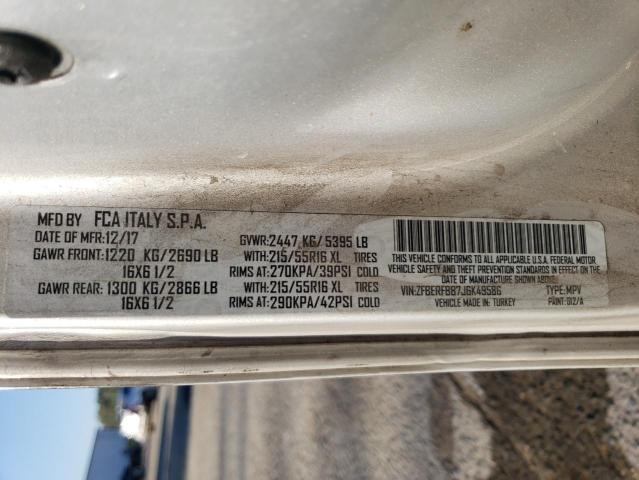 MFD BY FCA ITALY S.P.A.
DATE OF MFR:12/17 GVWR:2447 KG/ 5395 LB
GAWR FRONT:1220 KG/2690 LB WITH:215/55R16 XL TIRES
16X6 1/2 RIMS AT:270KPA/39PSI COLD
GAWR REAR: 1300 KG/2866 LB WITH:215/55R16 XL TIRES
16X6 1/2 RIMS AT:290KPA/42PSI COLD
THIS VEHICLE CONFORMS TO ALL APPLICABLE U.S.A. FEDERAL MOTOR
VEHICLE SAFETY AND THEFT PREVENTION STANDARDS IN EFFECT ON THE
DATE OF MANUFACTURE SHOWN ABOVE.
VIN:ZFBERFBB7J6K49586 TYPE:MPV
VEHICLE MADE IN: TURKEY PAINT: 612/A